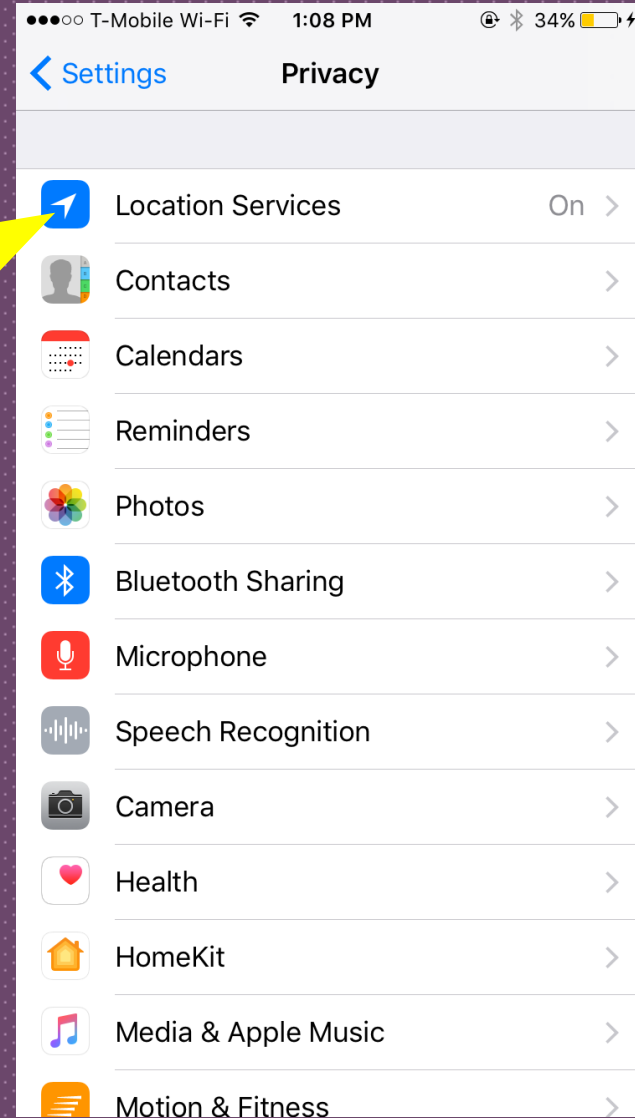 T-Mobile Wi-Fi 1:08 PM 34%
Settings Privacy
Location Services On
Contacts
Calendars
Reminders
Photos
Bluetooth Sharing
Microphone
Speech Recognition
Camera
Health
HomeKit
Media & Apple Music
Motion & Fitness